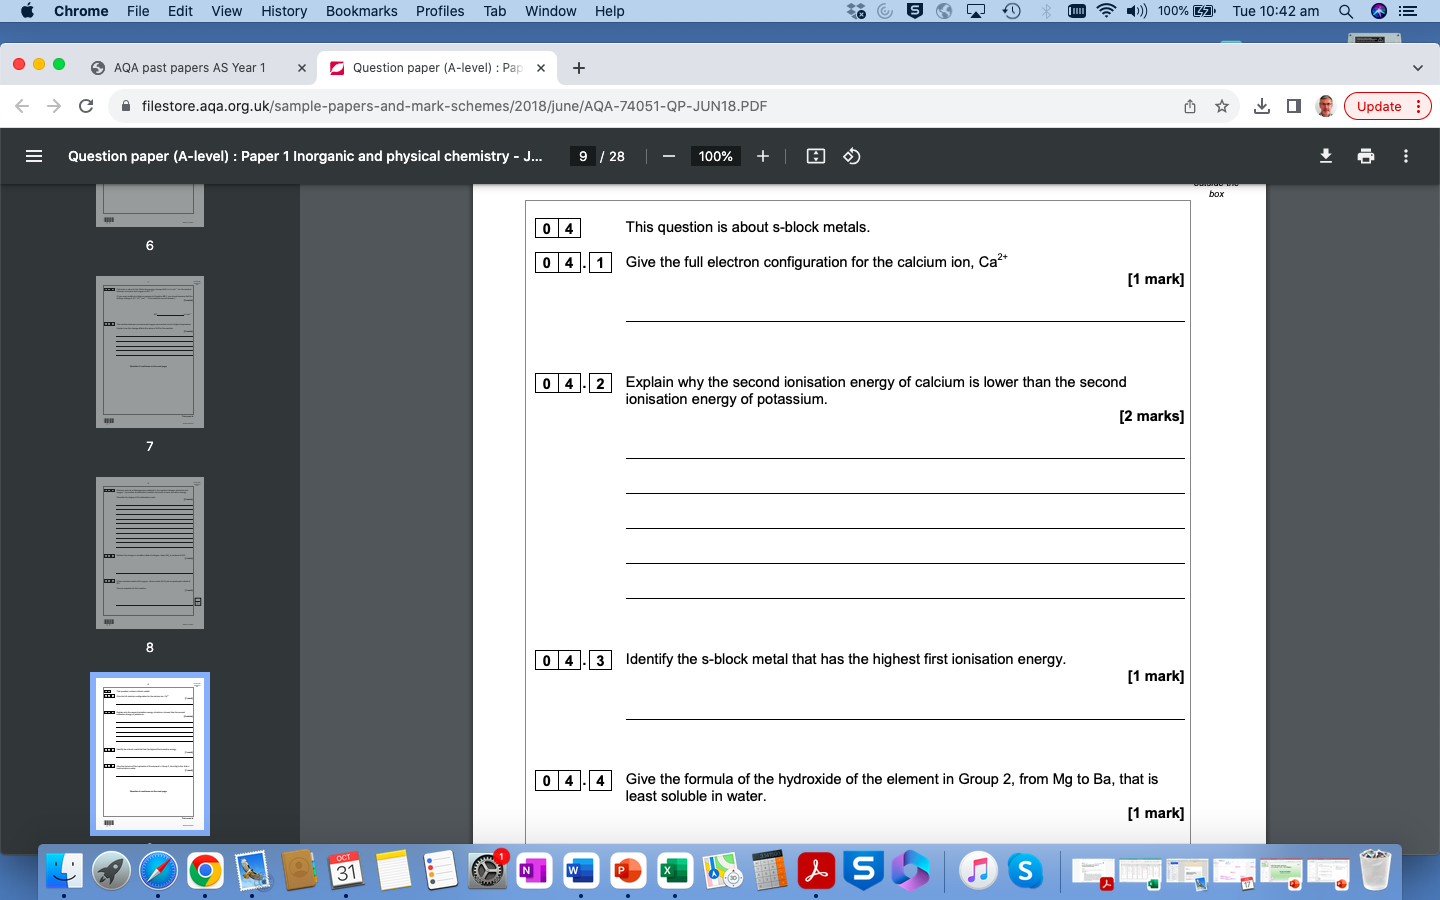 Chrome File Edit View History Bookmarks Profiles Tab Window Help 100% Tue 10:42 am
AQA past papers AS Year 1
Question paper (A-level) : Pap
filestore.aqa.org.uk/sample-papers-and-mark-schemes/2018/june/AQA-74051-QP-JUN18.PDF
Update
Question paper (A-level) : Paper 1 Inorganic and physical chemistry - J...
9 / 28
100%
outside the
box
6
7
8
0 4 This question is about s-block metals.
0 4 . 1 Give the full electron configuration for the calcium ion, Ca²⁺
[1 mark]
0 4 . 2 Explain why the second ionisation energy of calcium is lower than the second
ionisation energy of potassium.
[2 marks]
0 4 . 3 Identify the s-block metal that has the highest first ionisation energy.
[1 mark]
0 4 . 4 Give the formula of the hydroxide of the element in Group 2, from Mg to Ba, that is
least soluble in water.
[1 mark]
OCT
31
1
N
W
P
X
S
S
3D
17